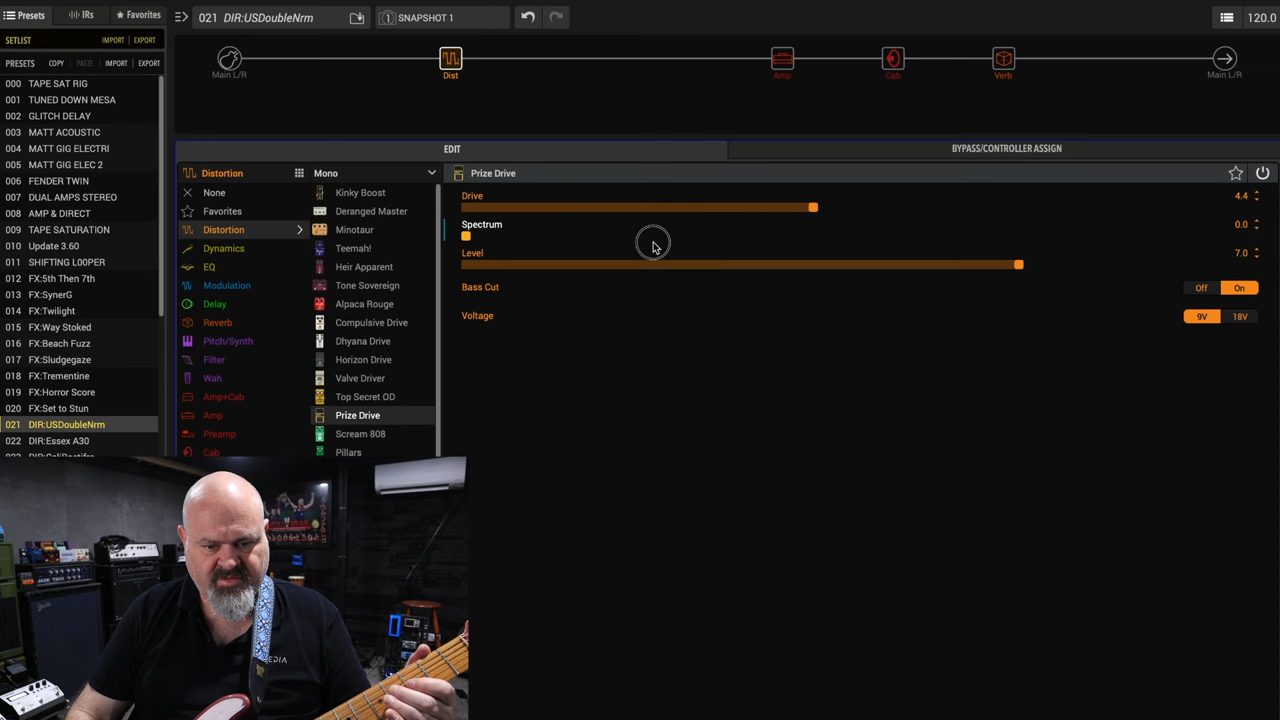 Presets
IRs
Favorites
021 DIR:USDoubleNrm
1 SNAPSHOT 1
120.0
SETLIST IMPORT EXPORT
PRESETS COPY PASTE IMPORT EXPORT
000 TAPE SAT RIG
001 TUNED DOWN MESA
002 GLITCH DELAY
003 MATT ACOUSTIC
004 MATT GIG ELECTRI
005 MATT GIG ELEC 2
006 FENDER TWIN
007 DUAL AMPS STEREO
008 AMP & DIRECT
009 TAPE SATURATION
010 Update 3.60
011 SHIFTING L00PER
012 FX:5th Then 7th
013 FX:SynerG
014 FX:Twilight
015 FX:Way Stoked
016 FX:Beach Fuzz
017 FX:Sludgegaze
018 FX:Trementine
019 FX:Horror Score
020 FX:Set to Stun
021 DIR:USDoubleNrm
022 DIR:Essex A30
Main L/R
Dist
Amp
Cab
Verb
Main L/R
EDIT
BYPASS/CONTROLLER ASSIGN
Distortion
None
Favorites
Distortion
Dynamics
EQ
Modulation
Delay
Reverb
Pitch/Synth
Filter
Wah
Amp+Cab
Amp
Preamp
Cab
Mono
Kinky Boost
Deranged Master
Minotaur
Teemah!
Heir Apparent
Tone Sovereign
Alpaca Rouge
Compulsive Drive
Dhyana Drive
Horizon Drive
Valve Driver
Top Secret OD
Prize Drive
Scream 808
Pillars
Prize Drive
Drive 4.4
Spectrum 0.0
Level 7.0
Bass Cut Off On
Voltage 9V 18V